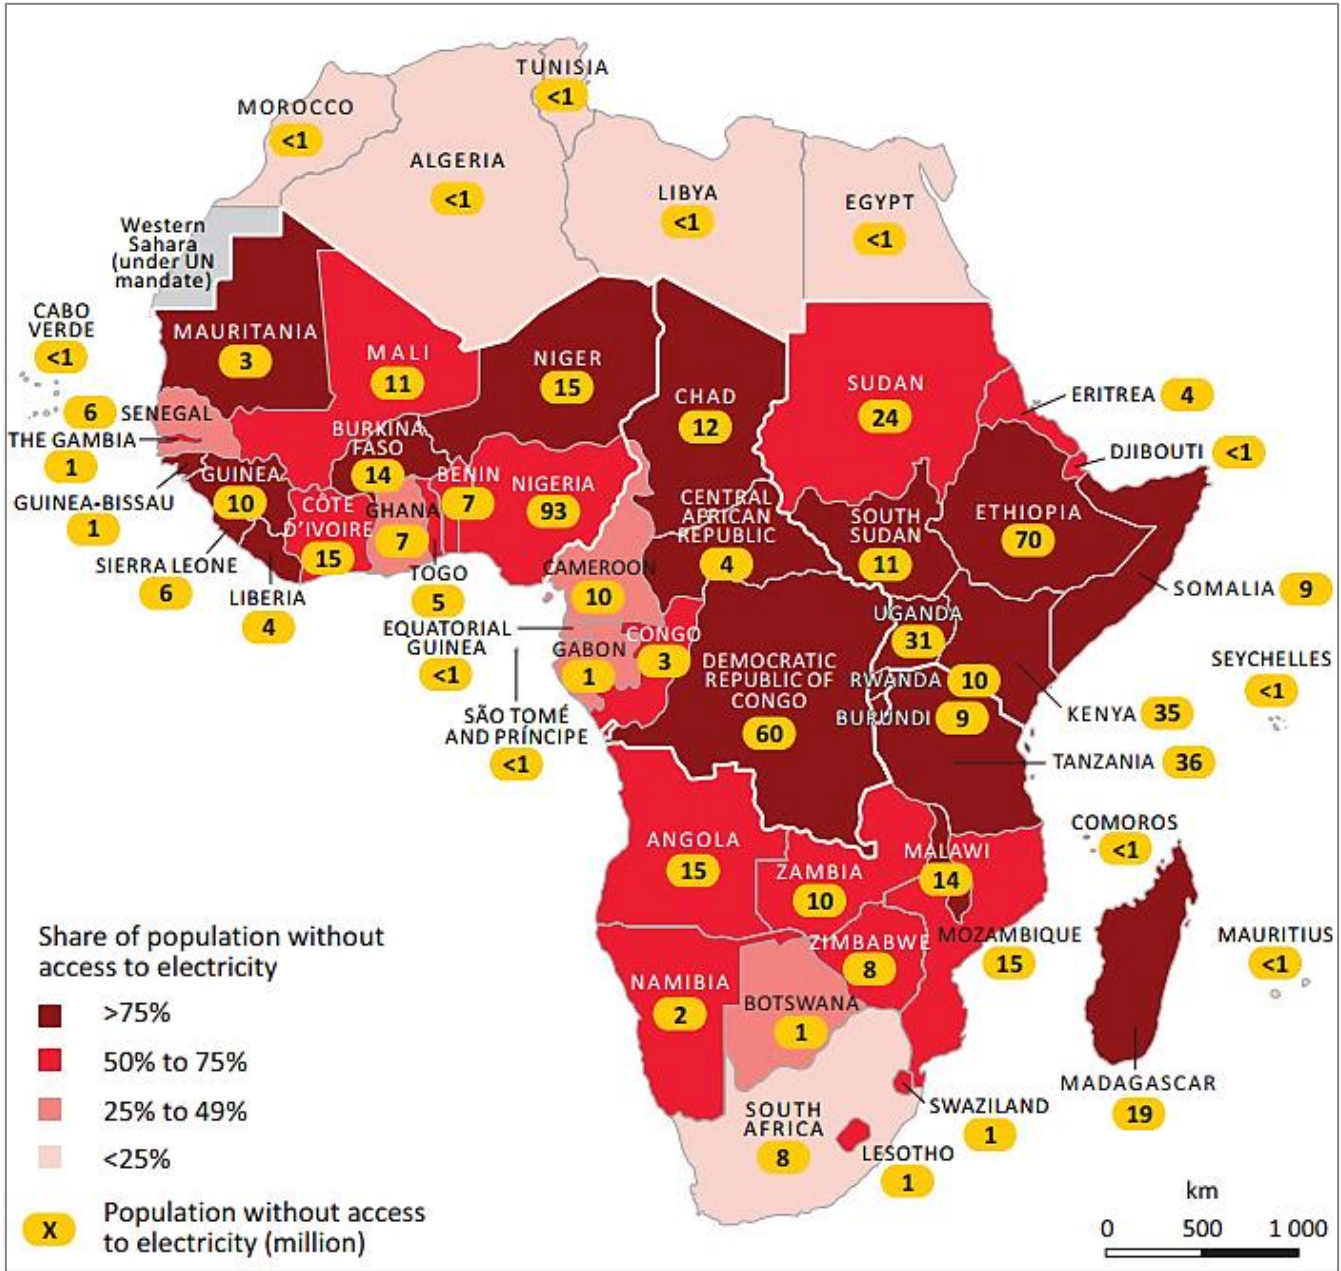 TUNISIA
<1
MOROCCO
<1
ALGERIA
<1
LIBYA
<1
EGYPT
<1
Western
Sahara
(under UN
mandate)
CABO
VERDE
<1
MAURITANIA
3
MALI
11
NIGER
15
CHAD
12
SUDAN
24
ERITREA 4
6 SENEGAL
THE GAMBIA
1
DJIBOUTI <1
GUINEA-BISSAU
1
GUINEA
10
BURKINA
FASO
14
BENIN
7
NIGERIA
93
CÔTE
D'IVOIRE
15
GHANA
7
CENTRAL
AFRICAN
REPUBLIC
4
SOUTH
SUDAN
11
ETHIOPIA
70
SIERRA LEONE
6
LIBERIA
4
TOGO
5
CAMEROON
10
SOMALIA 9
EQUATORIAL
GUINEA
<1
GABON
1
CONGO
3
DEMOCRATIC
REPUBLIC OF
CONGO
60
UGANDA
31
RWANDA 10
BURUNDI 9
KENYA 35
SEYCHELLES
<1
SÃO TOMÉ
AND PRÍNCIPE
<1
TANZANIA 36
ANGOLA
15
ZAMBIA
10
MALAWI
14
COMOROS
<1
ZIMBABWE
8
MOZAMBIQUE
15
MAURITIUS
<1
NAMIBIA
2
BOTSWANA
1
MADAGASCAR
19
SOUTH
AFRICA
8
SWAZILAND
1
LESOTHO
1
Share of population without
access to electricity
>75%
50% to 75%
25% to 49%
<25%
X Population without access
to electricity (million)
km
0 500 1 000